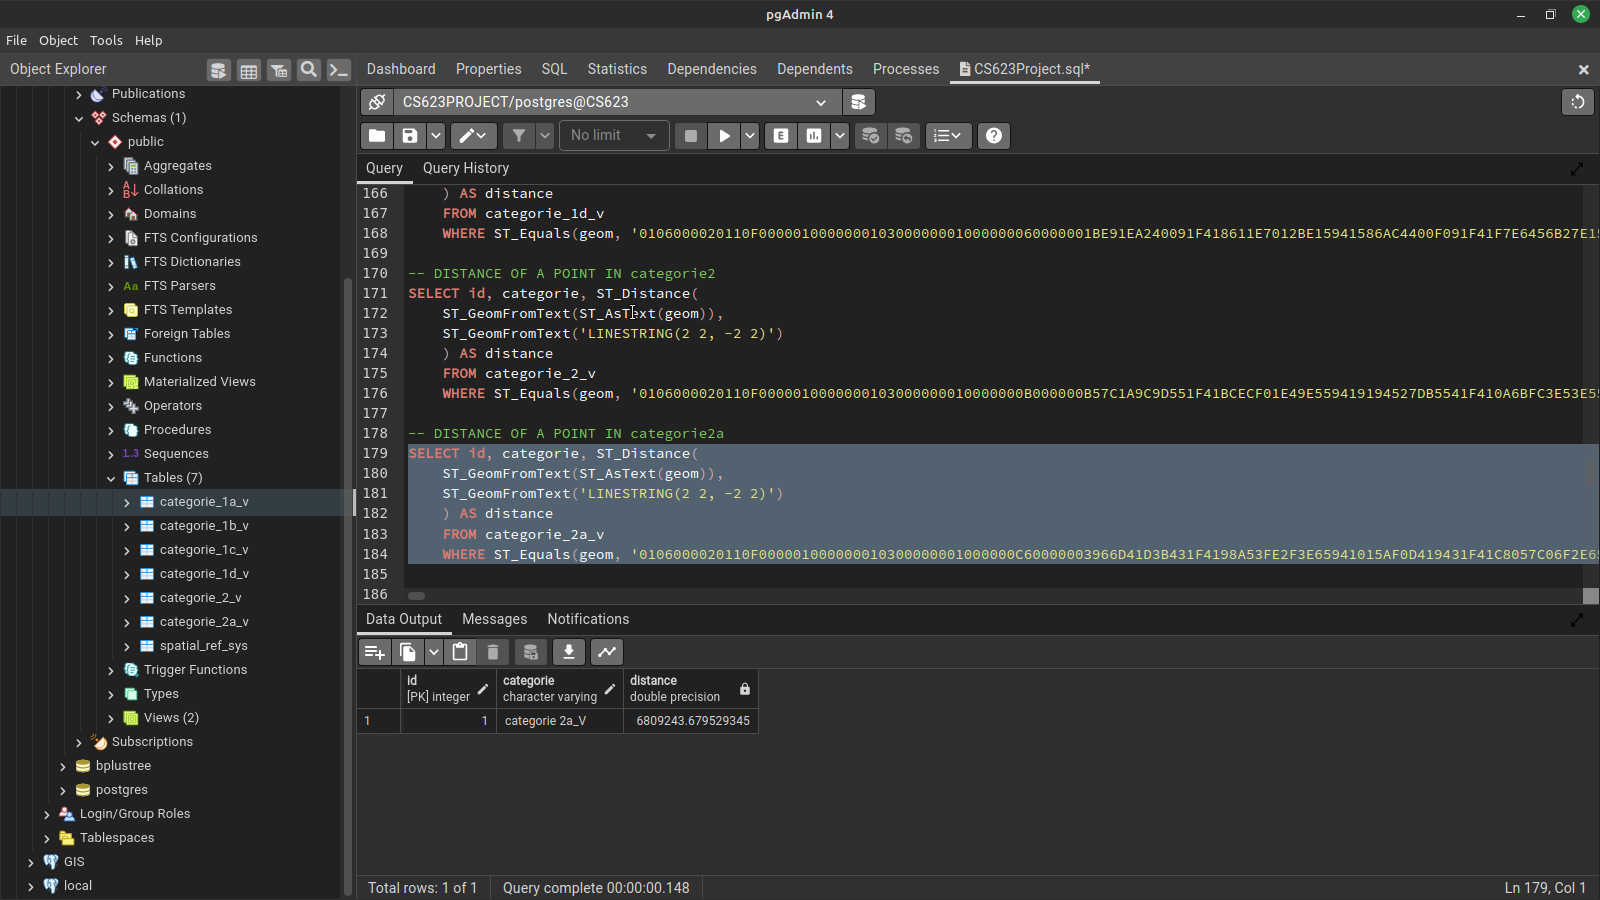 pgAdmin 4
File Object Tools Help
Object Explorer
Dashboard Properties SQL Statistics Dependencies Dependents Processes CS623Project.sql*
Publications
Schemas (1)
public
Aggregates
Collations
Domains
FTS Configurations
FTS Dictionaries
Aa FTS Parsers
FTS Templates
Foreign Tables
Functions
Materialized Views
Operators
Procedures
1.3 Sequences
Tables (7)
categorie_1a_v
categorie_1b_v
categorie_1c_v
categorie_1d_v
categorie_2_v
categorie_2a_v
spatial_ref_sys
Trigger Functions
Types
Views (2)
Subscriptions
bplustree
postgres
Login/Group Roles
Tablespaces
GIS
local
CS623PROJECT/postgres@CS623
No limit
E
Query Query History
166 ) AS distance
167 FROM categorie_1d_v
168 WHERE ST_Equals(geom, '0106000020110F00000100000001030000000100000006000000​1BE91EA240091F418611E7012BE15941586AC4400F091F41F7E6456B27E15
169
170 -- DISTANCE OF A POINT IN categorie2
171 SELECT id, categorie, ST_Distance(
172 ST_GeomFromText(ST_AsText(geom)),
173 ST_GeomFromText('LINESTRING(2 2, -2 2)')
174 ) AS distance
175 FROM categorie_2_v
176 WHERE ST_Equals(geom, '0106000020110F0000010000000103000000010000000B000000B57C1A9C9D551F41BCECF01E49E559419194527DB5541F410A6BFC3E53E55
177
178 -- DISTANCE OF A POINT IN categorie2a
179 SELECT id, categorie, ST_Distance(
180 ST_GeomFromText(ST_AsText(geom)),
181 ST_GeomFromText('LINESTRING(2 2, -2 2)')
182 ) AS distance
183 FROM categorie_2a_v
184 WHERE ST_Equals(geom, '0106000020110F000001000000010300000001000000C60000003966D41D3B431F4198A53FE2F3E65941015AF0D419431F41C8057C06F2E65
185
186
Data Output Messages Notifications
id categorie distance
[PK] integer character varying double precision
1 1 categorie 2a_V 6809243.679529345
Total rows: 1 of 1 Query complete 00:00:00.148 Ln 179, Col 1